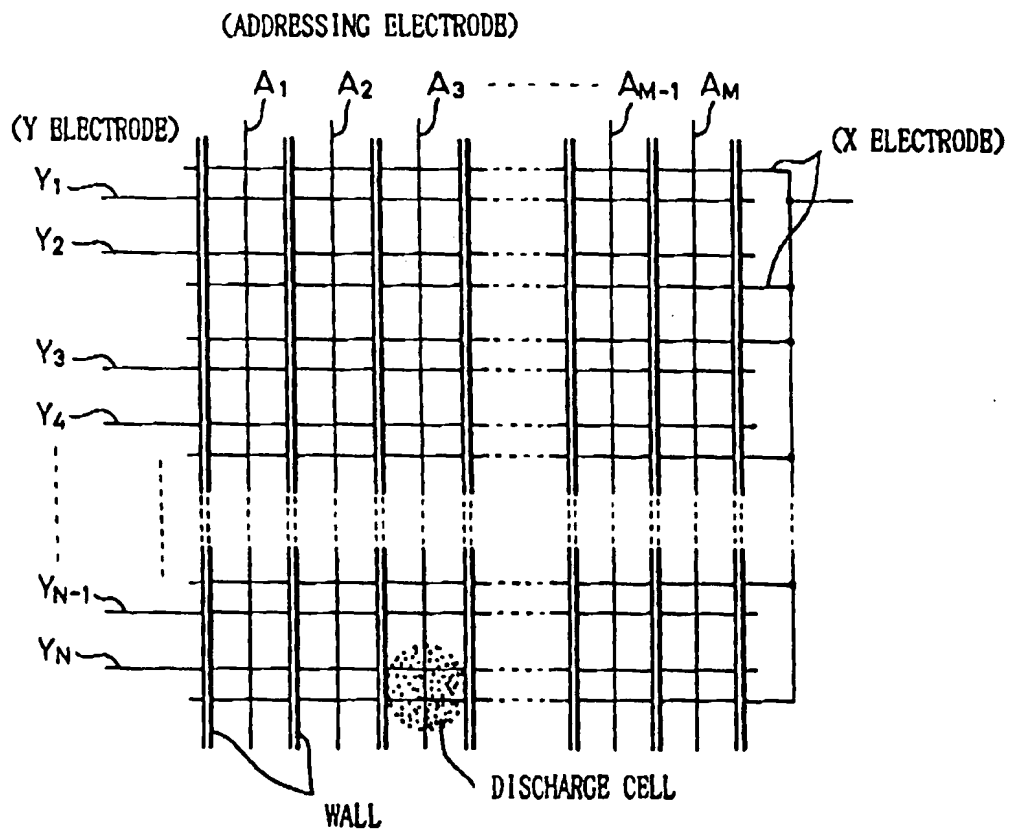 (ADDRESSING ELECTRODE)
A1 A2 A3 AM-1 AM
(Y ELECTRODE)
(X ELECTRODE)
Y1
Y2
Y3
Y4
YN-1
YN
DISCHARGE CELL
WALL